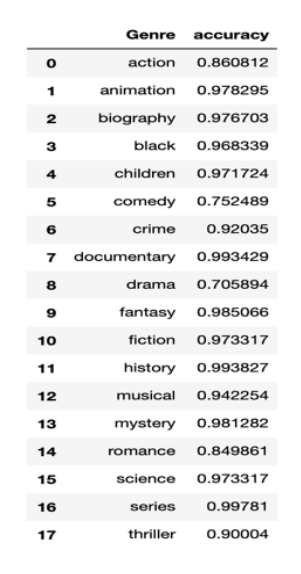 Genre accuracy
0 action 0.860812
1 animation 0.978295
2 biography 0.976703
3 black 0.968339
4 children 0.971724
5 comedy 0.752489
6 crime 0.92035
7 documentary 0.993429
8 drama 0.705894
9 fantasy 0.985066
10 fiction 0.973317
11 history 0.993827
12 musical 0.942254
13 mystery 0.981282
14 romance 0.849861
15 science 0.973317
16 series 0.99781
17 thriller 0.90004